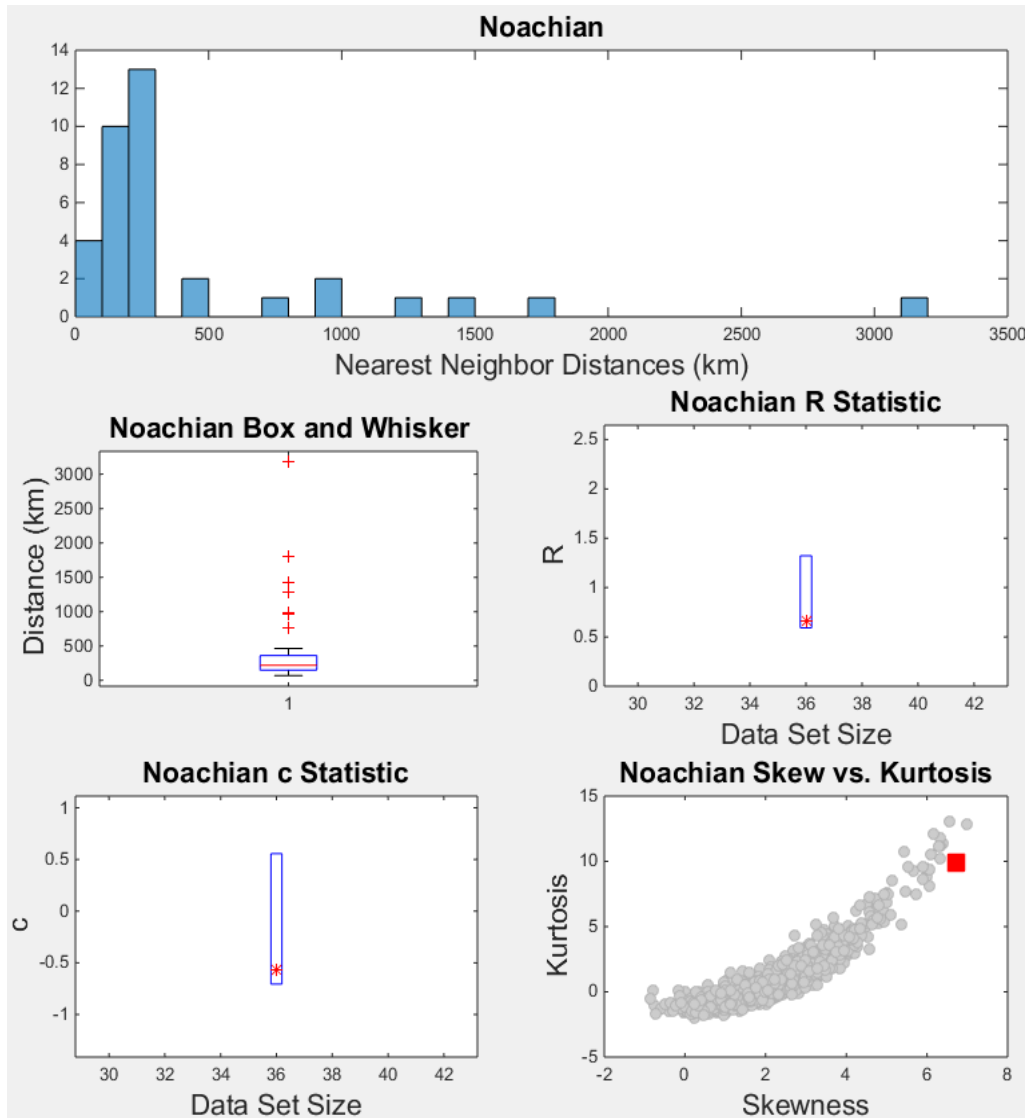 Noachian
14
12
10
8
6
4
2
0
0 500 1000 1500 2000 2500 3000 3500
Nearest Neighbor Distances (km)
Noachian Box and Whisker
Distance (km)
3000
2500
2000
1500
1000
500
0
1
Noachian R Statistic
R
2.5
2
1.5
1
0.5
0
30 32 34 36 38 40 42
Data Set Size
Noachian c Statistic
c
1
0.5
0
-0.5
-1
30 32 34 36 38 40 42
Data Set Size
Noachian Skew vs. Kurtosis
Kurtosis
15
10
5
0
-5
-2 0 2 4 6 8
Skewness